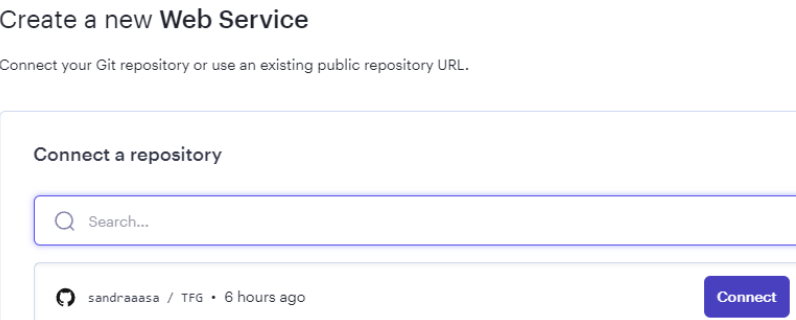 Create a new Web Service
Connect your Git repository or use an existing public repository URL.
Connect a repository
Search...
sandraaasa / TFG • 6 hours ago Connect